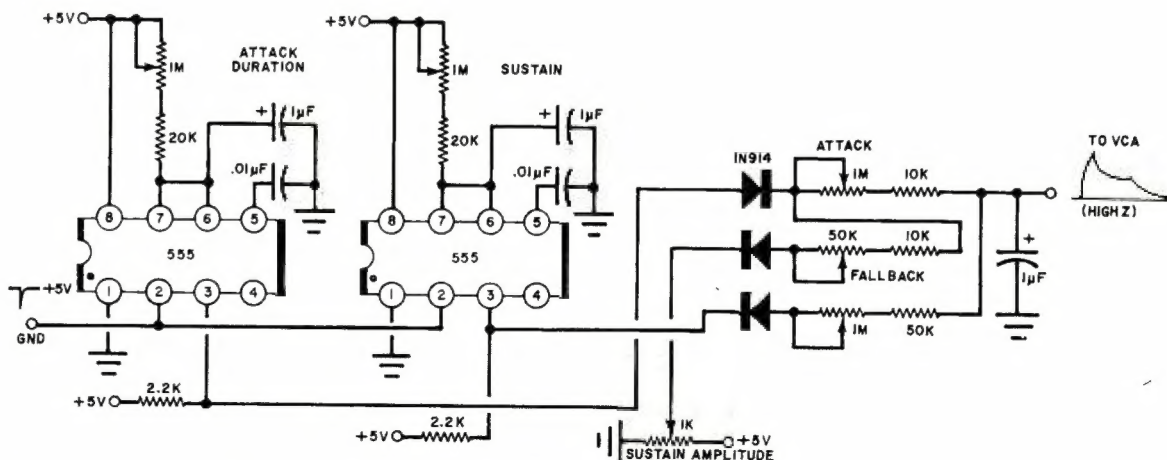 +5V
ATTACK
DURATION
1M
20K
+ 1µF
.01µF
8
7
6
5
555
1
2
3
4
+5V
GND
+5V
2.2K
+5V
SUSTAIN
1M
20K
+ 1µF
.01µF
8
7
6
5
555
1
2
3
4
+5V
2.2K
IN914
ATTACK
1M
10K
50K
10K
FALLBACK
1M
50K
1K
+5V
SUSTAIN AMPLITUDE
+
1µF
TO VCA
(HIGH Z)